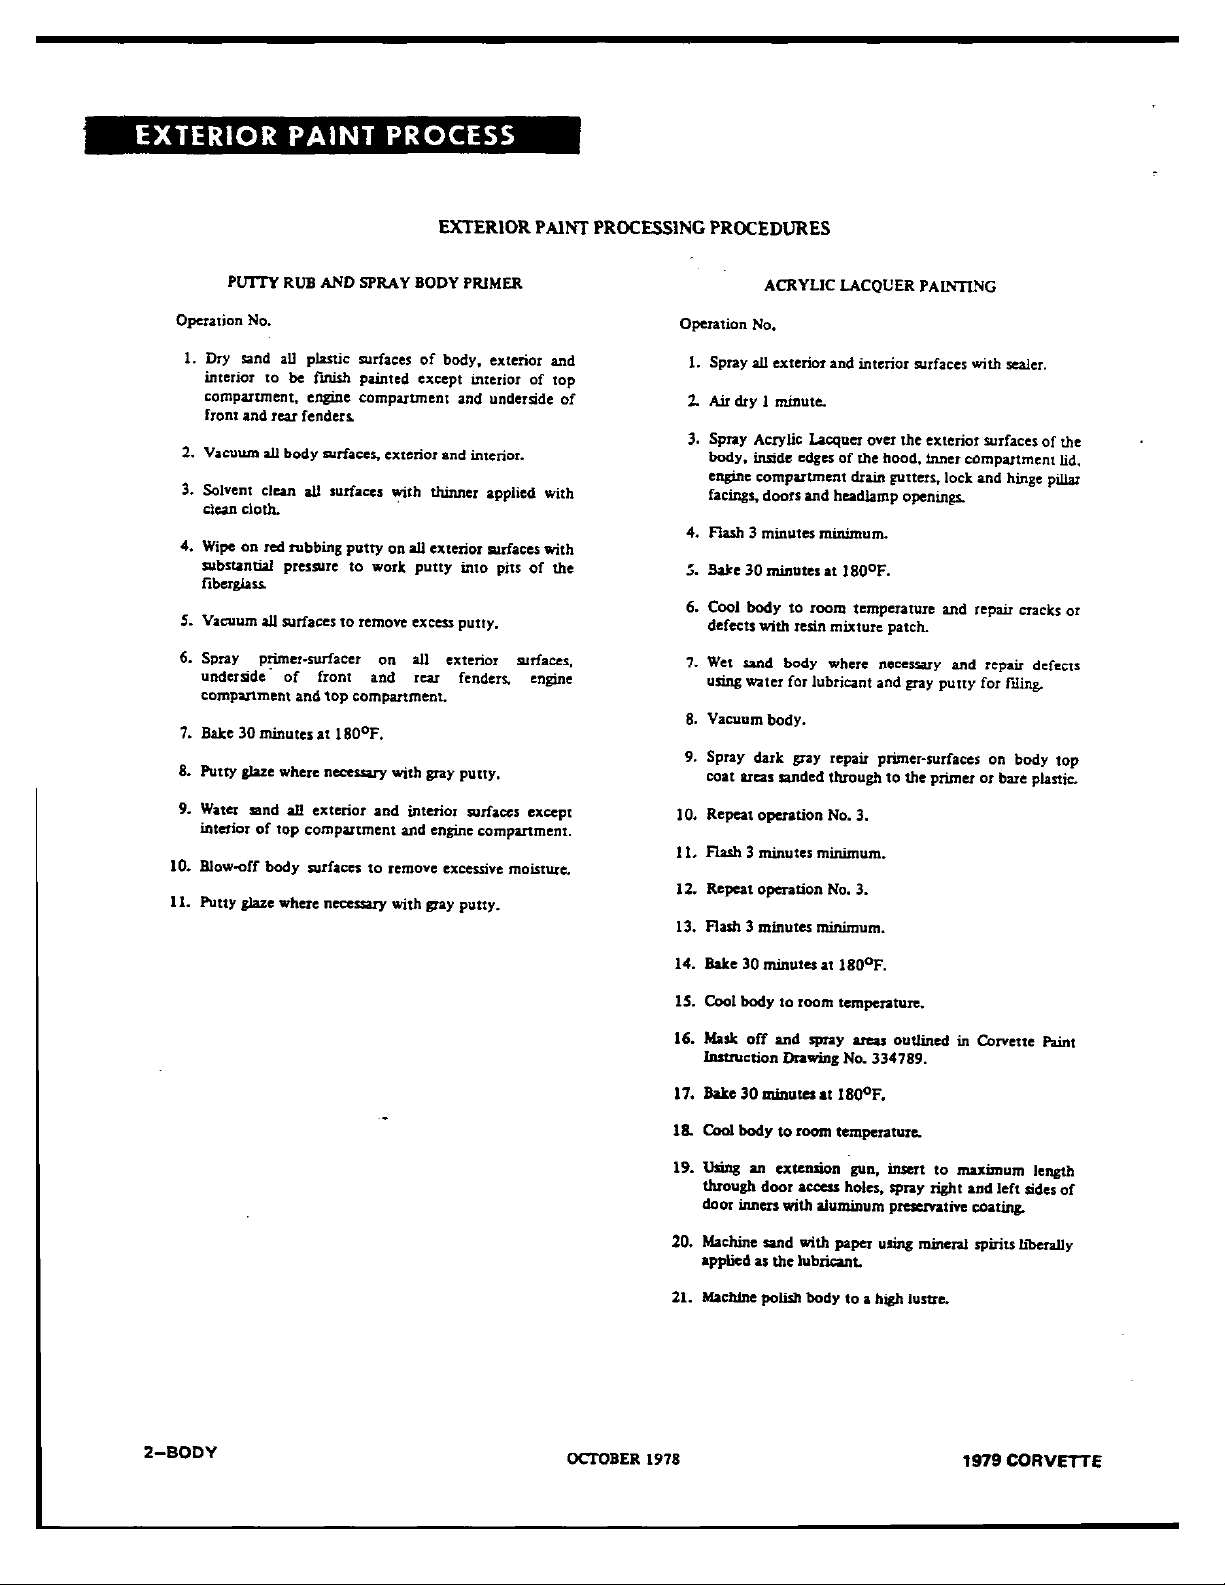 EXTERIOR PAINT PROCESS
EXTERIOR PAINT PROCESSING PROCEDURES
PUTTY RUB AND SPRAY BODY PRIMER
Operation No.
1. Dry sand all plastic surfaces of body, exterior and
interior to be finish painted except interior of top
compartment, engine compartment and underside of
front and rear fenders.
2. Vacuum all body surfaces, exterior and interior.
3. Solvent clean all surfaces with thinner applied with
clean cloth.
4. Wipe on red rubbing putty on all exterior surfaces with
substantial pressure to work putty into pits of the
fiberglass.
5. Vacuum all surfaces to remove excess putty.
6. Spray primer-surfacer on all exterior surfaces,
underside of front and rear fenders, engine
compartment and top compartment.
7. Bake 30 minutes at 180°F.
8. Putty glaze where necessary with gray putty.
9. Water sand all exterior and interior surfaces except
interior of top compartment and engine compartment.
10. Blow-off body surfaces to remove excessive moisture.
11. Putty glaze where necessary with gray putty.
ACRYLIC LACQUER PAINTING
Operation No.
1. Spray all exterior and interior surfaces with sealer.
2. Air dry 1 minute.
3. Spray Acrylic Lacquer over the exterior surfaces of the
body, inside edges of the hood, inner compartment lid,
engine compartment drain gutters, lock and hinge pillar
facings, doors and headlamp openings.
4. Flash 3 minutes minimum.
5. Bake 30 minutes at 180°F.
6. Cool body to room temperature and repair cracks or
defects with resin mixture patch.
7. Wet sand body where necessary and repair defects
using water for lubricant and gray putty for filing.
8. Vacuum body.
9. Spray dark gray repair primer-surfaces on body top
coat areas sanded through to the primer or bare plastic.
10. Repeat operation No. 3.
11. Flash 3 minutes minimum.
12. Repeat operation No. 3.
13. Flash 3 minutes minimum.
14. Bake 30 minutes at 180°F.
15. Cool body to room temperature.
16. Mask off and spray areas outlined in Corvette Paint
Instruction Drawing No. 334789.
17. Bake 30 minutes at 180°F.
18. Cool body to room temperature.
19. Using an extension gun, insert to maximum length
through door access holes, spray right and left sides of
door inners with aluminum preservative coating.
20. Machine sand with paper using mineral spirits liberally
applied as the lubricant.
21. Machine polish body to a high lustre.
2-BODY
OCTOBER 1978
1979 CORVETTE